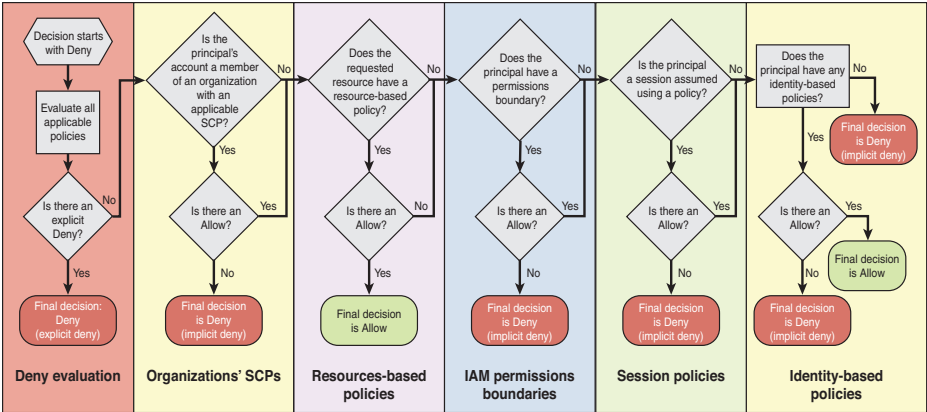 Decision starts
with Deny
Evaluate all
applicable
policies
Is there an
explicit
Deny?
No
Yes
Final decision:
Deny
(explicit deny)
Deny evaluation
Is the
principal's
account a member
of an organization
with an
applicable
SCP?
No
Yes
Is there an
Allow?
Yes
No
Final decision
is Deny
(implicit deny)
Organizations' SCPs
Does the
requested
resource have a
resource-based
policy?
No
Yes
Is there an
Allow?
No
Yes
Final decision
is Allow
Resources-based
policies
Does the
principal have a
permissions
boundary?
No
Yes
Is there an
Allow?
Yes
No
Final decision
is Deny
(implicit deny)
IAM permissions
boundaries
Is the principal
a session assumed
using a policy?
No
Yes
Is there an
Allow?
Yes
No
Final decision
is Deny
(implicit deny)
Session policies
Does the
principal have any
identity-based
policies?
No
Final decision
is Deny
(implicit deny)
Yes
Is there an
Allow?
Yes
Final decision
is Allow
No
Final decision
is Deny
(implicit deny)
Identity-based
policies